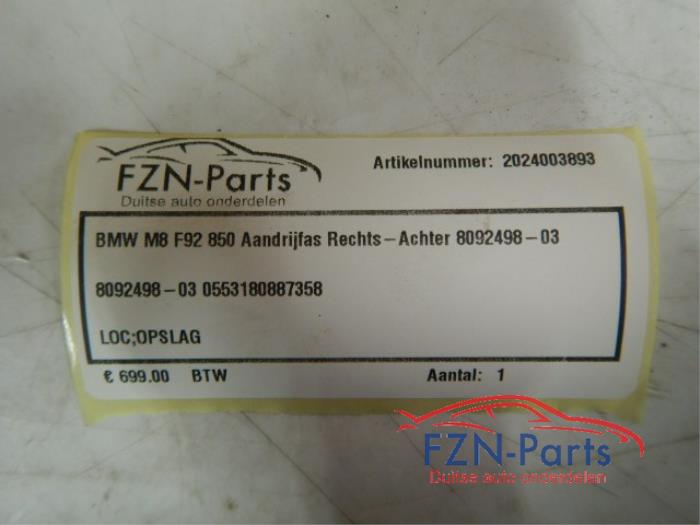 FZN-Parts
Duitse auto onderdelen
Artikelnummer: 2024003893
BMW M8 F92 850 Aandrijfas Rechts-Achter 8092498-03
8092498-03 0553180887358
LOC;OPSLAG
€ 699.00 BTW
Aantal: 1
FZN-Parts
Duitse auto onderdelen